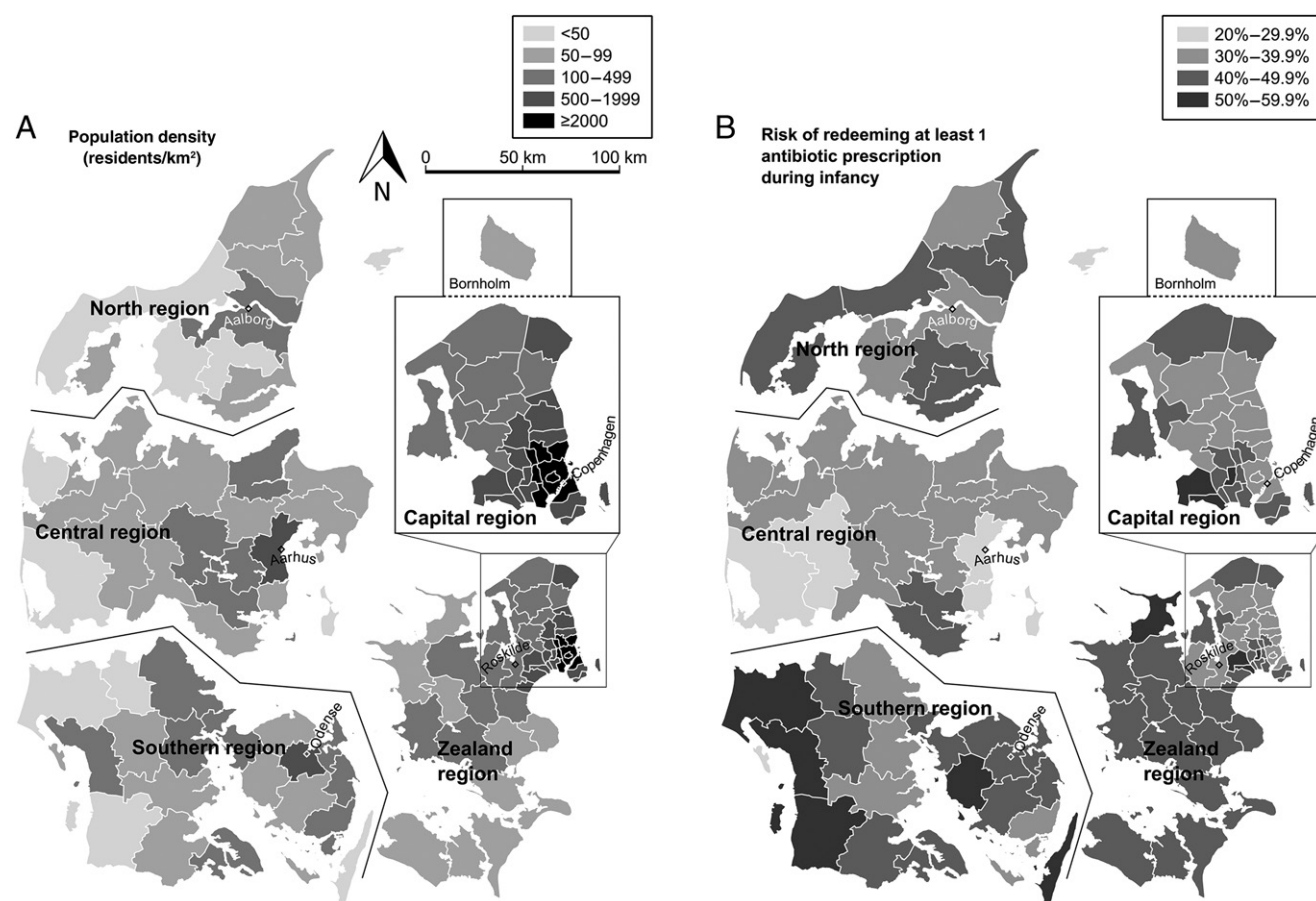 A
Population density
(residents/km²)
<50
50–99
100–499
500–1999
≥2000
N
0
50 km
100 km
Bornholm
North region
Aalborg
Copenhagen
Capital region
Central region
Aarhus
Roskilde
Southern region
Odense
Zealand
region
B
Risk of redeeming at least 1
antibiotic prescription
during infancy
20%–29.9%
30%–39.9%
40%–49.9%
50%–59.9%
Bornholm
North region
Aalborg
Copenhagen
Capital region
Central region
Aarhus
Roskilde
Southern region
Odense
Zealand
region